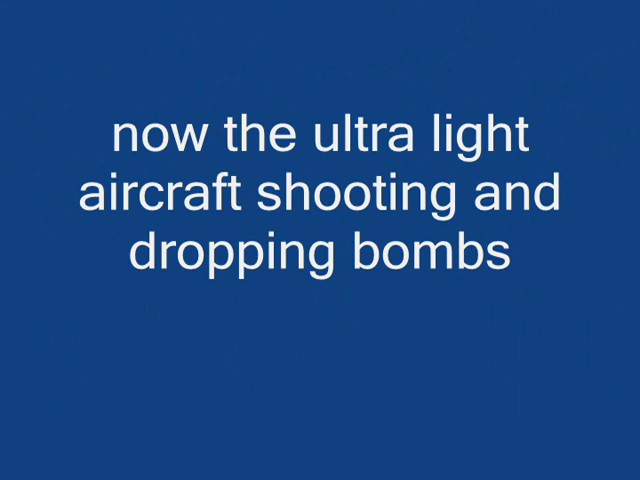 now the ultra light
aircraft shooting and
dropping bombs